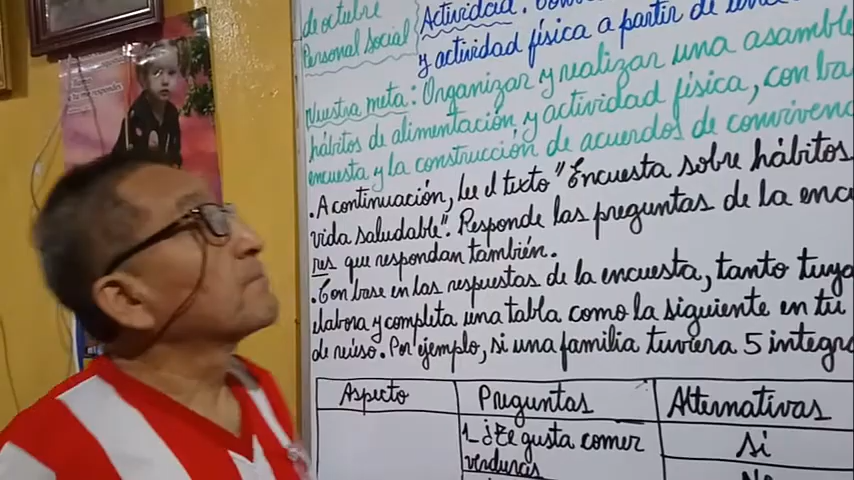 de octubre
Personal Social
Actividad:
y actividad física a partir de
Nuestra meta: Organizar y realizar una asamble
hábitos de alimentación y actividad física, con ba
encuesta y la construcción de acuerdos de convivenc
• A continuación, lee el texto "Encuesta sobre hábitos
vida saludable". Responde las preguntas de la encu
ras que respondan también.
• Con base en las respuestas de la encuesta, tanto tuya
elabora y completa una tabla como la siguiente en tu
de reúso. Por ejemplo, si una familia tuviera 5 integra
Aspecto
Preguntas
Alternativas
1. ¿Te gusta comer
verduras
Sí
No